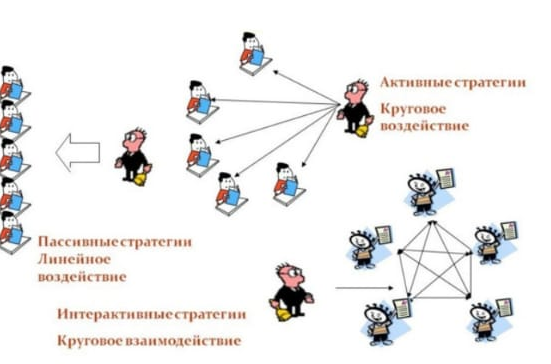 Активные стратегии
Круговое
воздействие
Пассивные стратегии
Линейное
воздействие
Интерактивные стратегии
Круговое взаимодействие